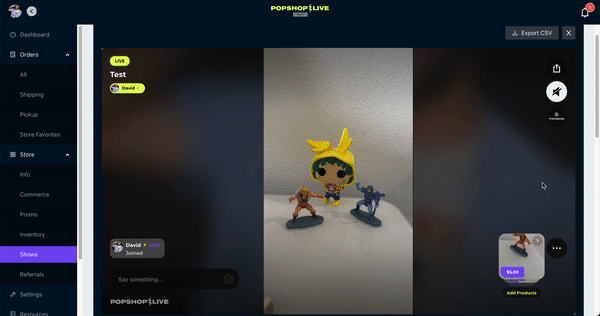 POPSHOP LIVE
Dashboard
Orders
All
Shipping
Pickup
Store Favorites
Store
Info
Commerce
Promo
Inventory
Shows
Referrals
Settings
Resources
Export CSV
LIVE
Test
David
David
Joined
Say something...
POPSHOP LIVE
$5.00
Add Products